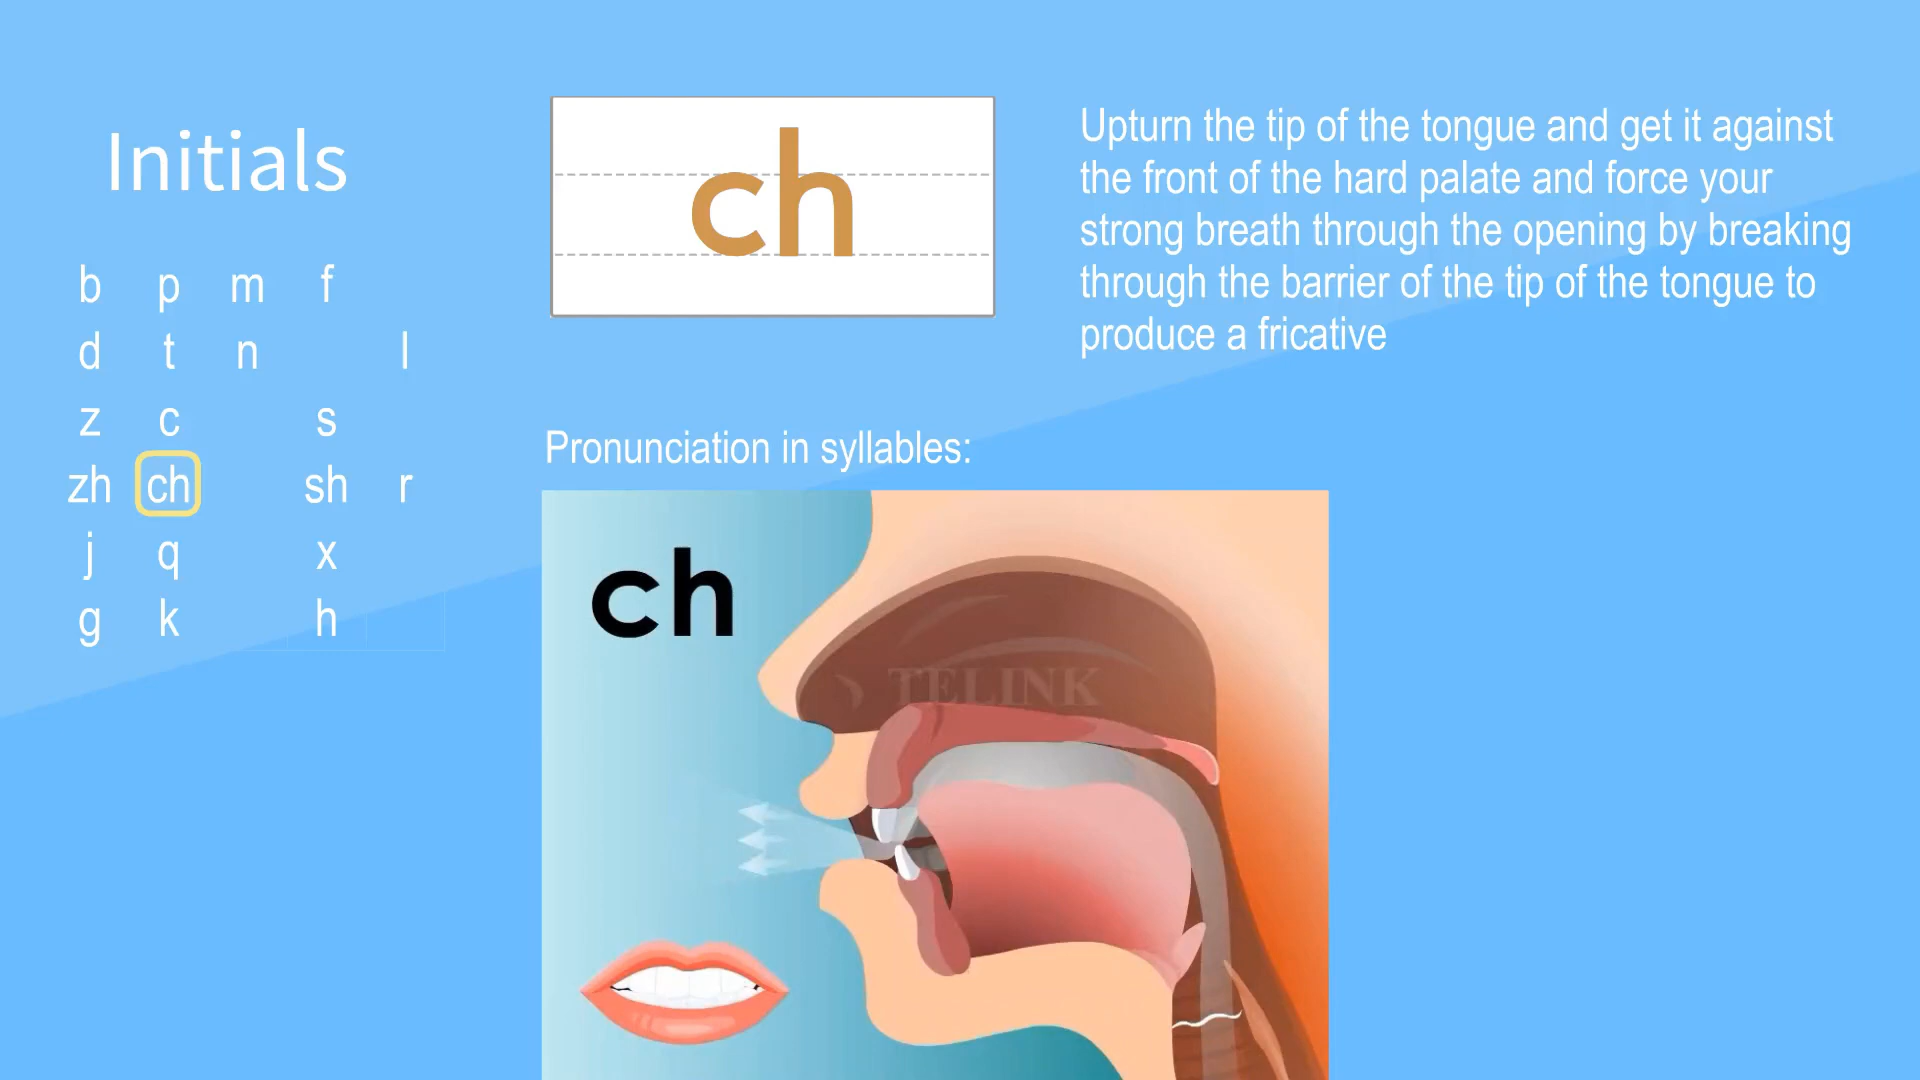 Initials
b p m f
d t n l
z c s
zh ch sh r
j q x
g k h
ch
Upturn the tip of the tongue and get it against
the front of the hard palate and force your
strong breath through the opening by breaking
through the barrier of the tip of the tongue to
produce a fricative
Pronunciation in syllables:
ch
TELINK